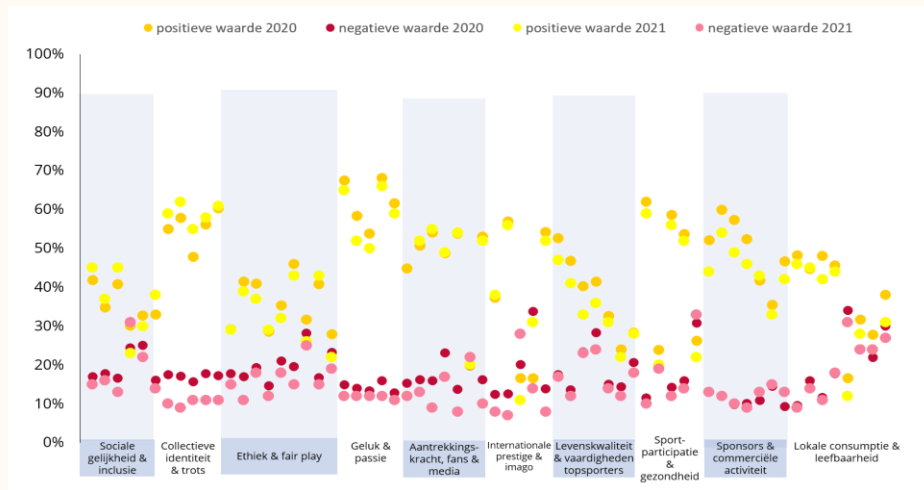 positieve waarde 2020 negatieve waarde 2020 positieve waarde 2021 negatieve waarde 2021
100%
90%
80%
70%
60%
50%
40%
30%
20%
10%
0%
Sociale
gelijkheid &
inclusie
Collectieve
identiteit
& trots
Ethiek & fair play
Geluk &
passie
Aantrekkings-
kracht, fans &
media
Internationale
prestige &
imago
Levenskwaliteit
& vaardigheden
topsporters
Sport-
participatie
&
gezondheid
Sponsors &
commerciële
activiteit
Lokale consumptie &
leefbaarheid